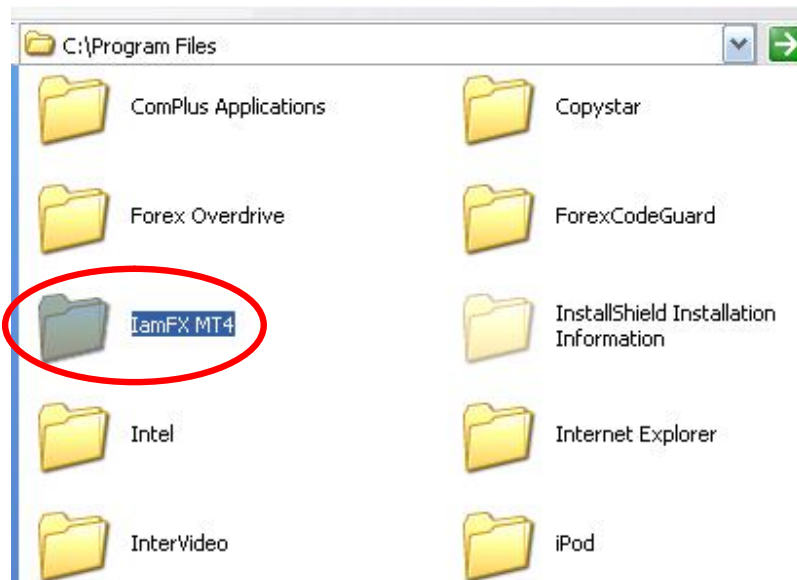 C:\Program Files
ComPlus Applications
Copystar
Forex Overdrive
ForexCodeGuard
IamFX MT4
InstallShield Installation
Information
Intel
Internet Explorer
InterVideo
iPod